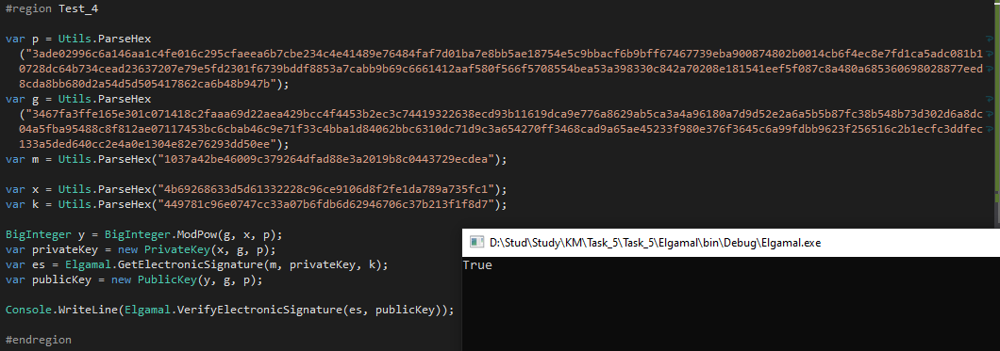 #region Test_4
var p = Utils.ParseHex
("3ade02996c6a146aa1c4fe016c295cfaeea6b7cbe234c4e41489e76484faf7d01ba7e8bb5ae18754e5c9bbacf6b9bff67467739eba900874802b0014cb6f4ec8e7fd1ca5adc081b1
0728dc64b734cead23637207e79e5fd2301f6739bddf8853a7cabb9b69c6661412aaf580f566f5708554bea53a398330c842a70208e181541eef5f087c8a480a685360698028877eed
8cda8bb680d2a54d5d505417862ca6b48b947b");
var g = Utils.ParseHex
("3467fa3ffe165e301c071418c2faaa69d22aea429bcc4f4453b2ec3c74419322638ecd93b11619dca9e776a8629ab5ca3a4a96180a7d9d52e2a6a5b5b87fc38b548b73d302d6a8dc
04a5fba95488c8f812ae07117453bc6cbab46c9e71f33c4bba1d84062bbc6310dc71d9c3a654270ff3468cad9a65ae45233f980e376f3645c6a99fdbb9623f256516c2b1ecfc3ddfec
133a5ded640cc2e4a0e1304e82e76293dd50ee");
var m = Utils.ParseHex("1037a42be46009c379264dfad88e3a2019b8c0443729ecdea");
var x = Utils.ParseHex("4b69268633d5d61332228c96ce9106d8f2fe1da789a735fc1");
var k = Utils.ParseHex("449781c96e0747cc33a07b6fdb6d62946706c37b213f1f8d7");
BigInteger y = BigInteger.ModPow(g, x, p);
var privateKey = new PrivateKey(x, g, p);
var es = Elgamal.GetElectronicSignature(m, privateKey, k);
var publicKey = new PublicKey(y, g, p);
Console.WriteLine(Elgamal.VerifyElectronicSignature(es, publicKey));
#endregion
D:\Stud\Study\KM\Task_5\Task_5\Elgamal\bin\Debug\Elgamal.exe
True